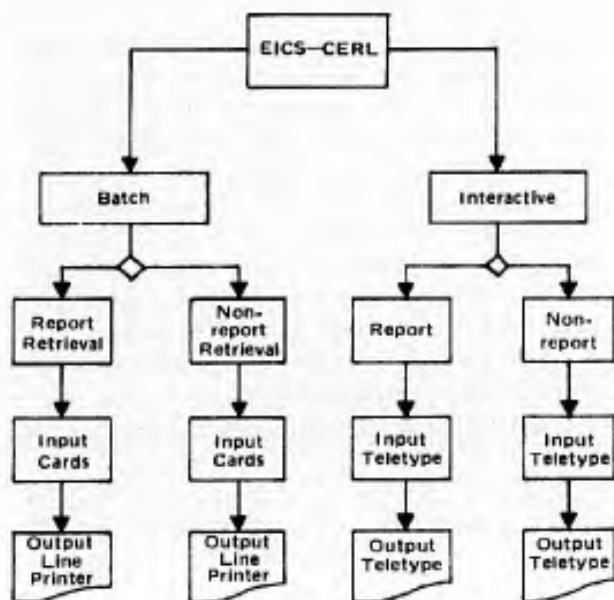 EICS—CERL
Batch
Interactive
Report
Retrieval
Non-
report
Retrieval
Report
Non-
report
Input
Cards
Input
Cards
Input
Teletype
Input
Teletype
Output
Line
Printer
Output
Line
Printer
Output
Teletype
Output
Teletype